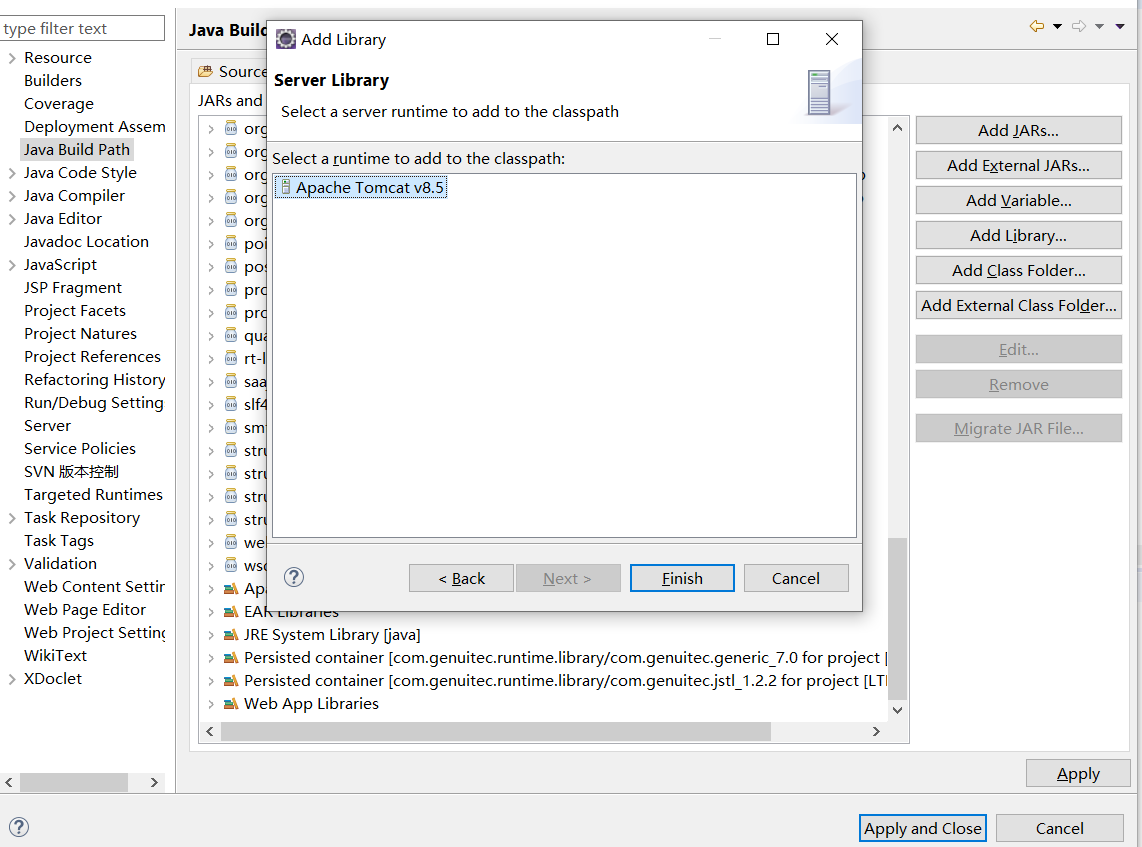 type filter text
Resource
Builders
Coverage
Deployment Assem
Java Build Path
Java Code Style
Java Compiler
Java Editor
Javadoc Location
JavaScript
JSP Fragment
Project Facets
Project Natures
Project References
Refactoring History
Run/Debug Setting
Server
Service Policies
SVN 版本控制
Targeted Runtimes
Task Repository
Task Tags
Validation
Web Content Settin
Web Page Editor
Web Project Setting
WikiText
XDoclet
Java Build
Source
JARs and
org
org
org
org
org
poi
pos
pro
pro
qua
rt-l
saa
slf4
smt
stru
stru
stru
stru
we
wsd
Apa
EAR Libraries
JRE System Library [java]
Persisted container [com.genuitec.runtime.library/com.genuitec.generic_7.0 for project [
Persisted container [com.genuitec.runtime.library/com.genuitec.jstl_1.2.2 for project [LTI
Web App Libraries
Add Library
Server Library
Select a server runtime to add to the classpath
Select a runtime to add to the classpath:
Apache Tomcat v8.5
< Back
Next >
Finish
Cancel
Add JARs...
Add External JARs...
Add Variable...
Add Library...
Add Class Folder...
Add External Class Folder...
Edit...
Remove
Migrate JAR File...
Apply
Apply and Close
Cancel